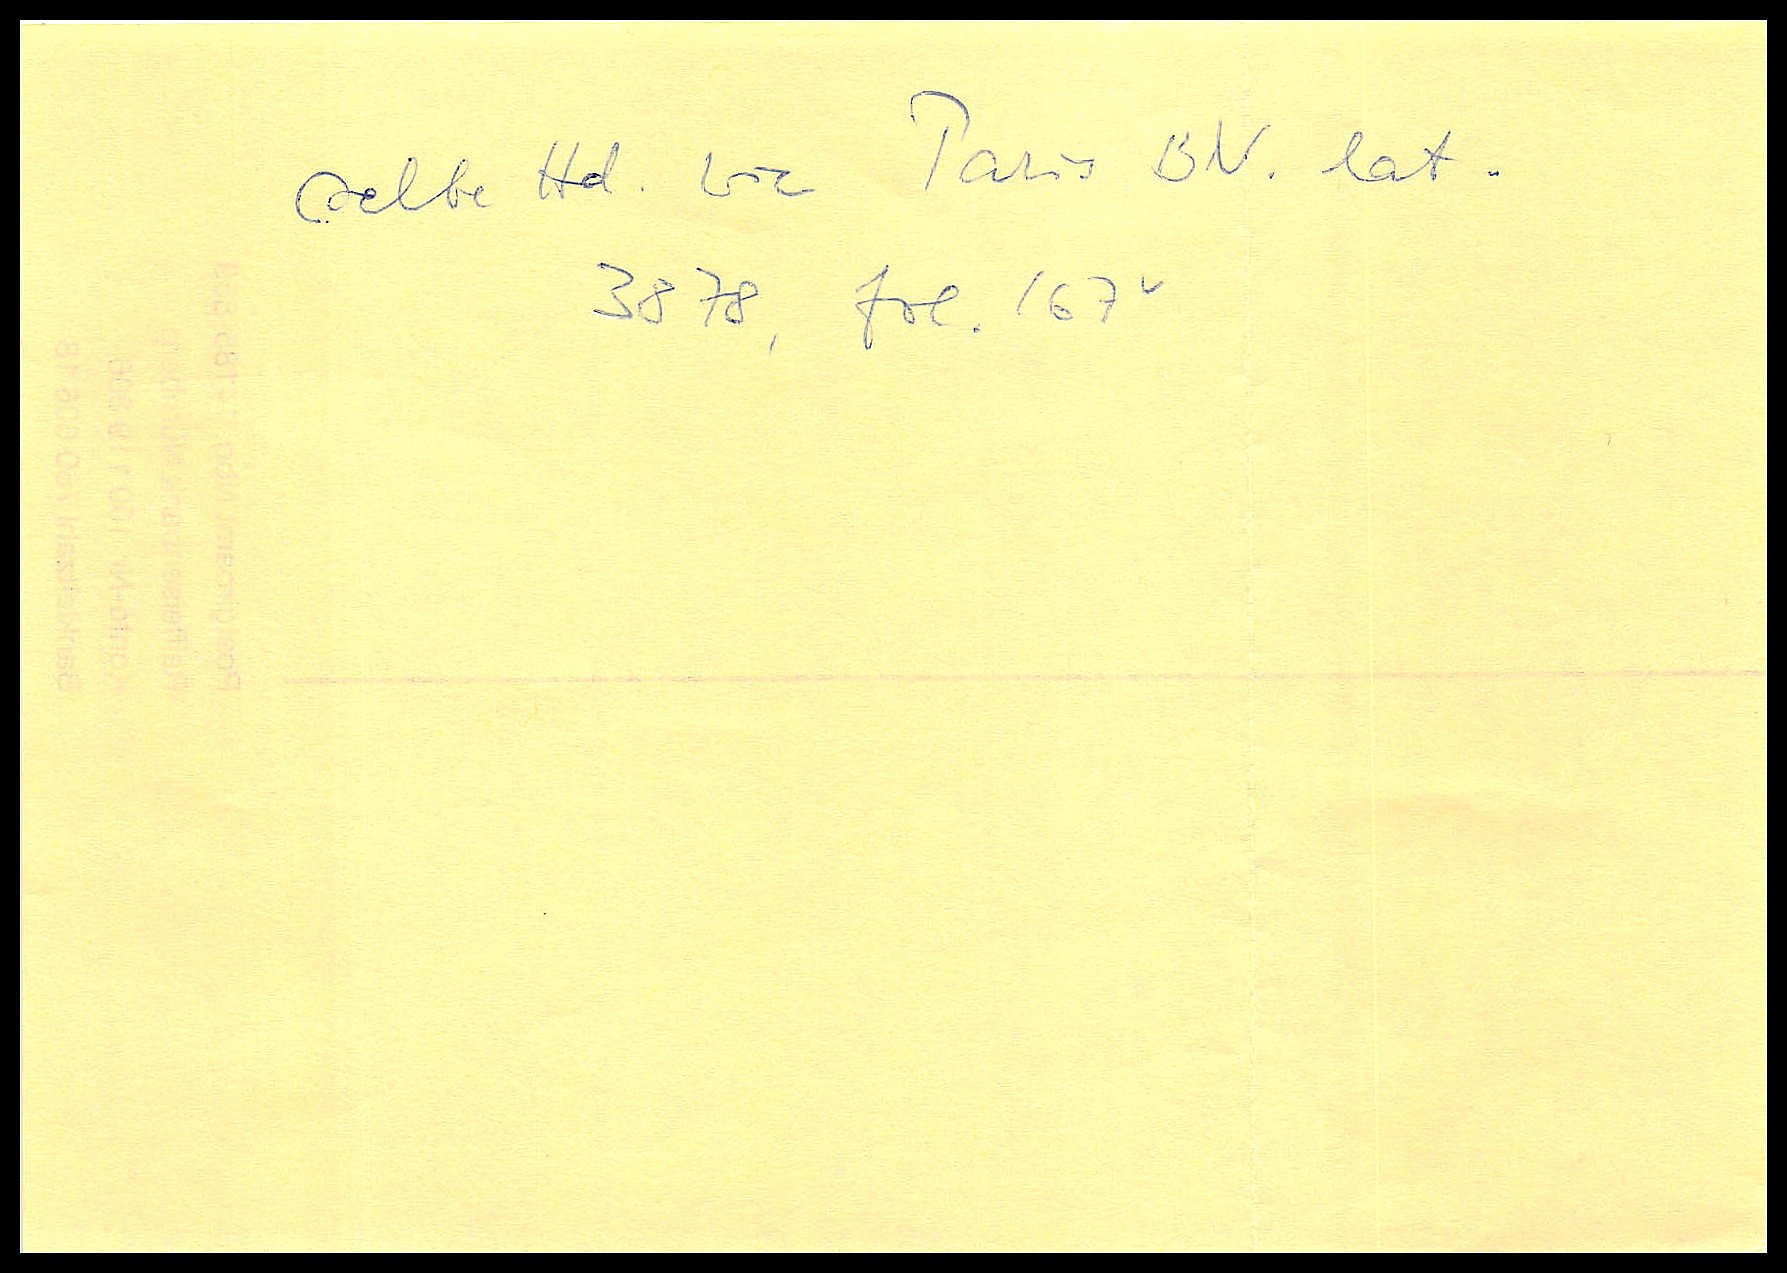 selbe Hd. wie Paris BN. lat.
3878, fol. 167v